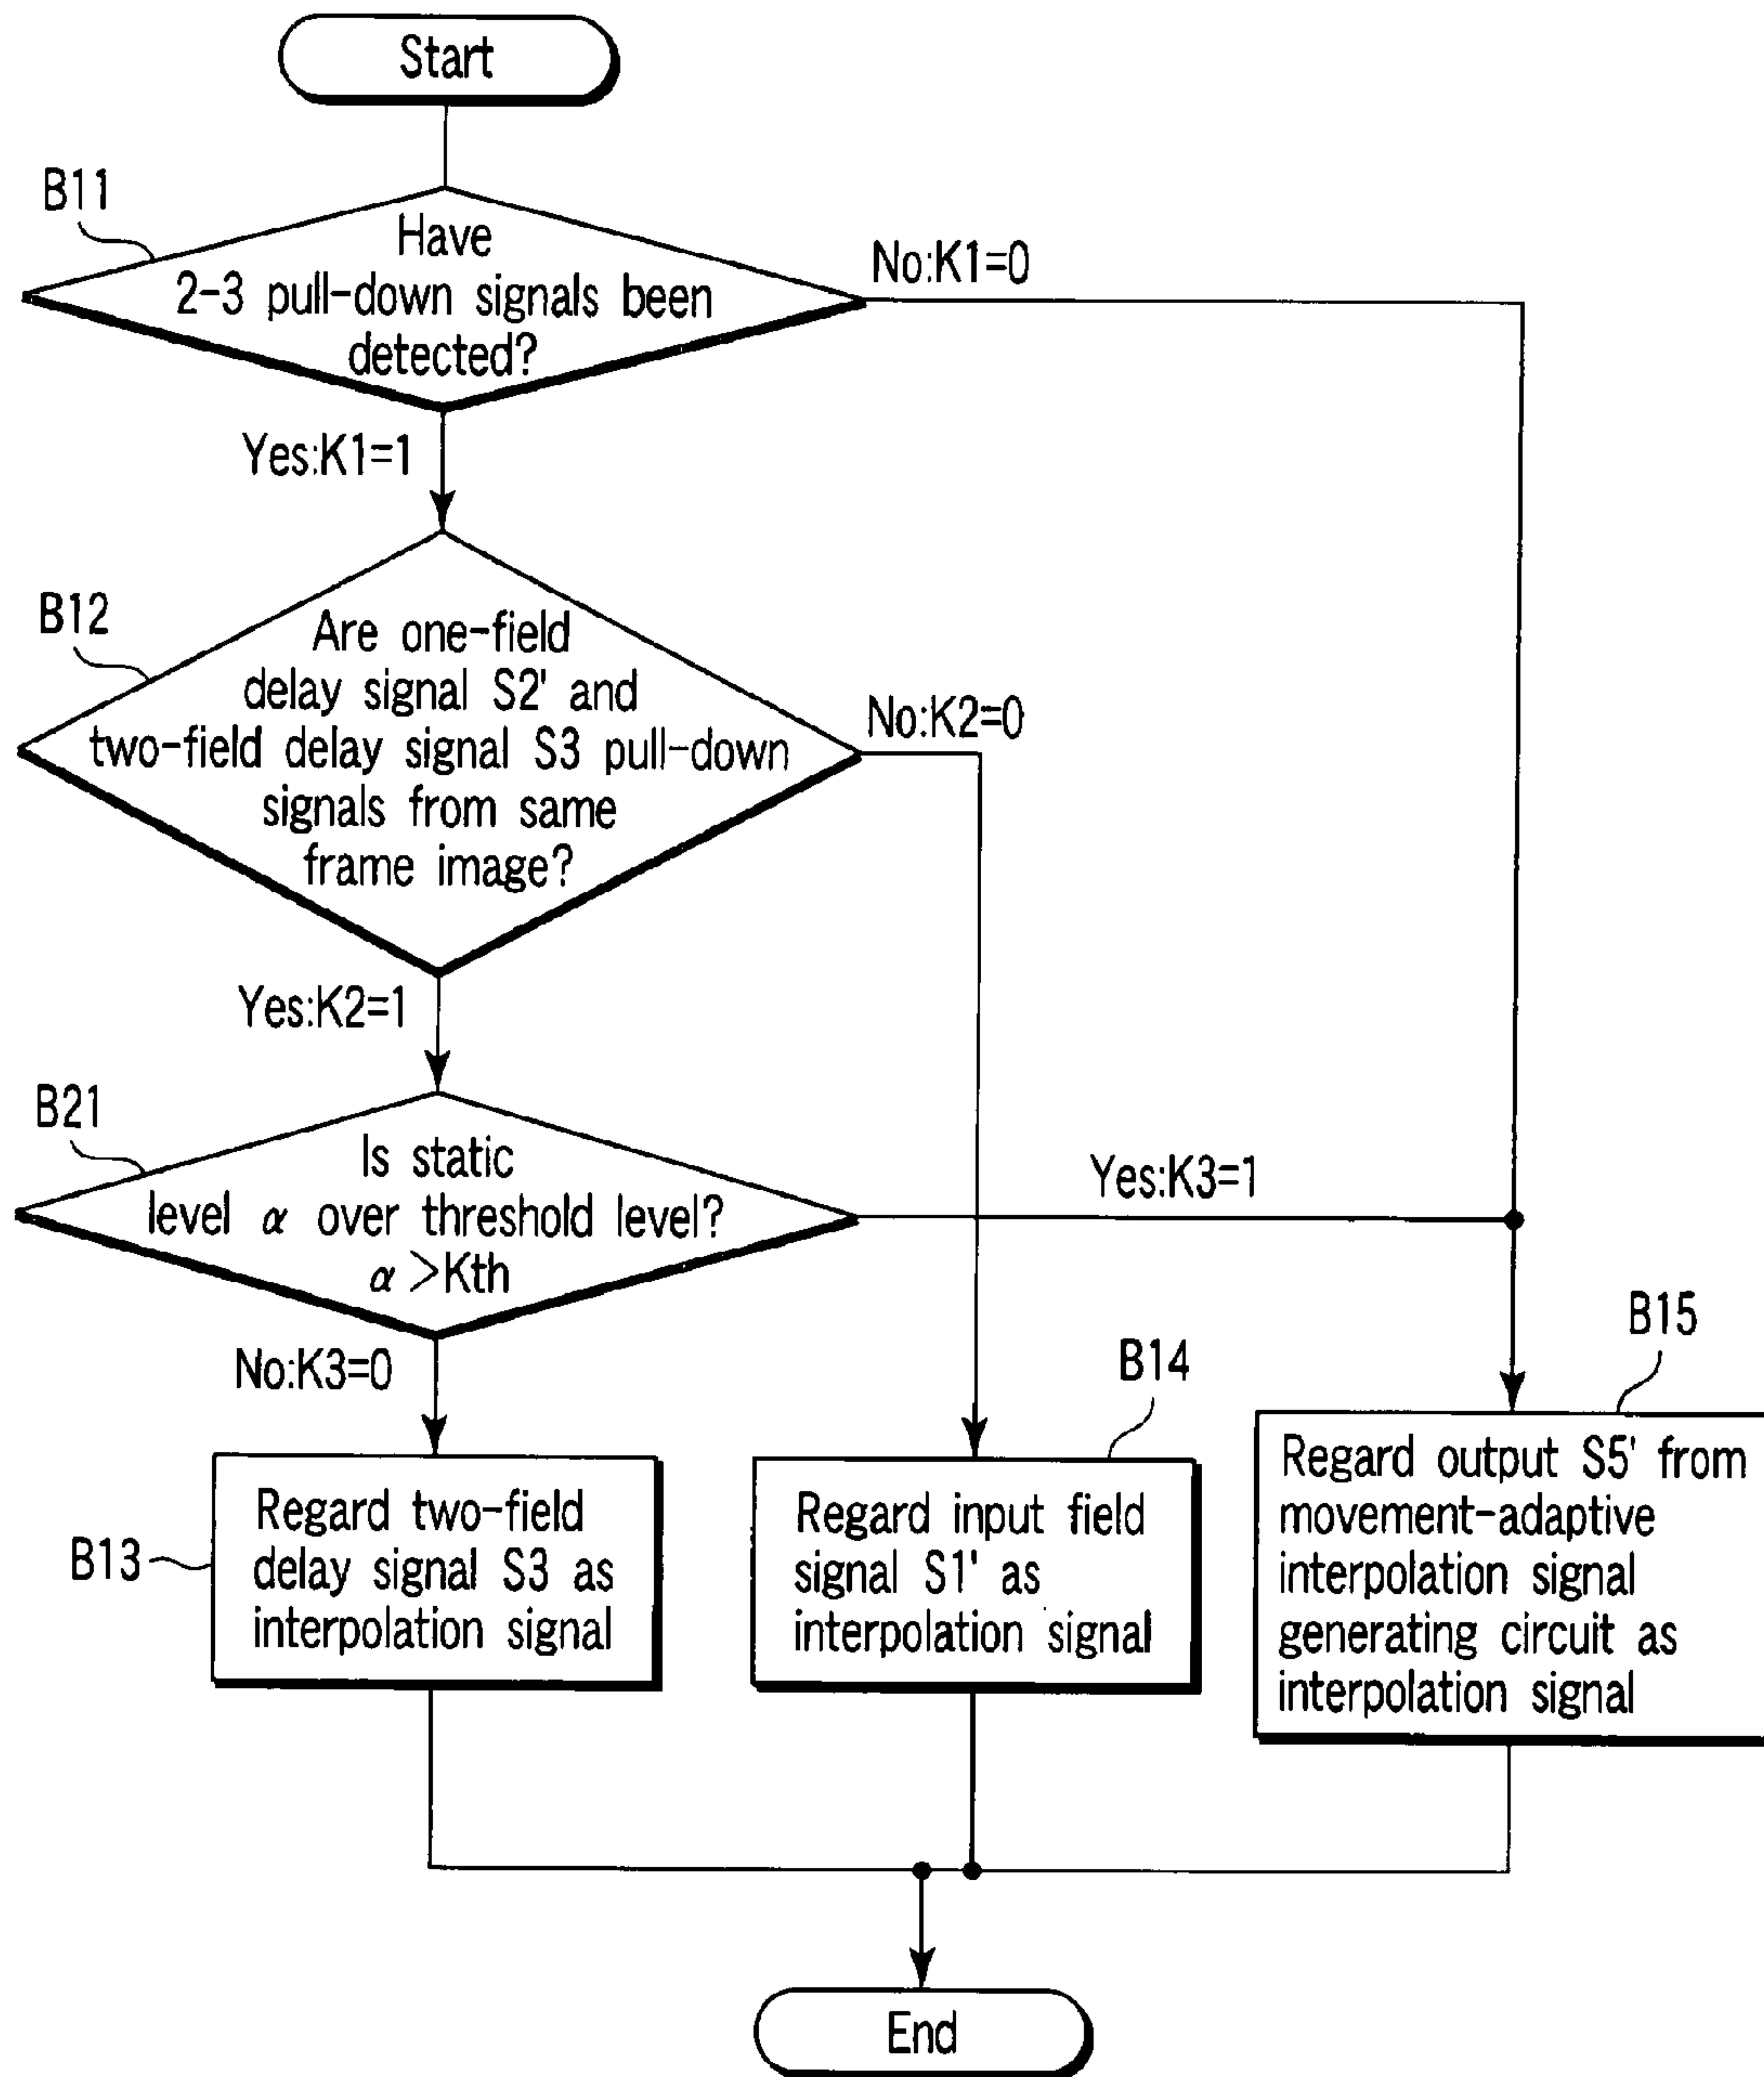 Start
B11
Have
2-3 pull-down signals been
detected?
No:K1=0
Yes:K1=1
B12
Are one-field
delay signal S2' and
two-field delay signal S3 pull-down
signals from same
frame image?
No:K2=0
Yes:K2=1
B21
Is static
level α over threshold level?
α >Kth
Yes:K3=1
No:K3=0
B13
Regard two-field
delay signal S3 as
interpolation signal
B14
Regard input field
signal S1' as
interpolation signal
B15
Regard output S5' from
movement-adaptive
interpolation signal
generating circuit as
interpolation signal
End